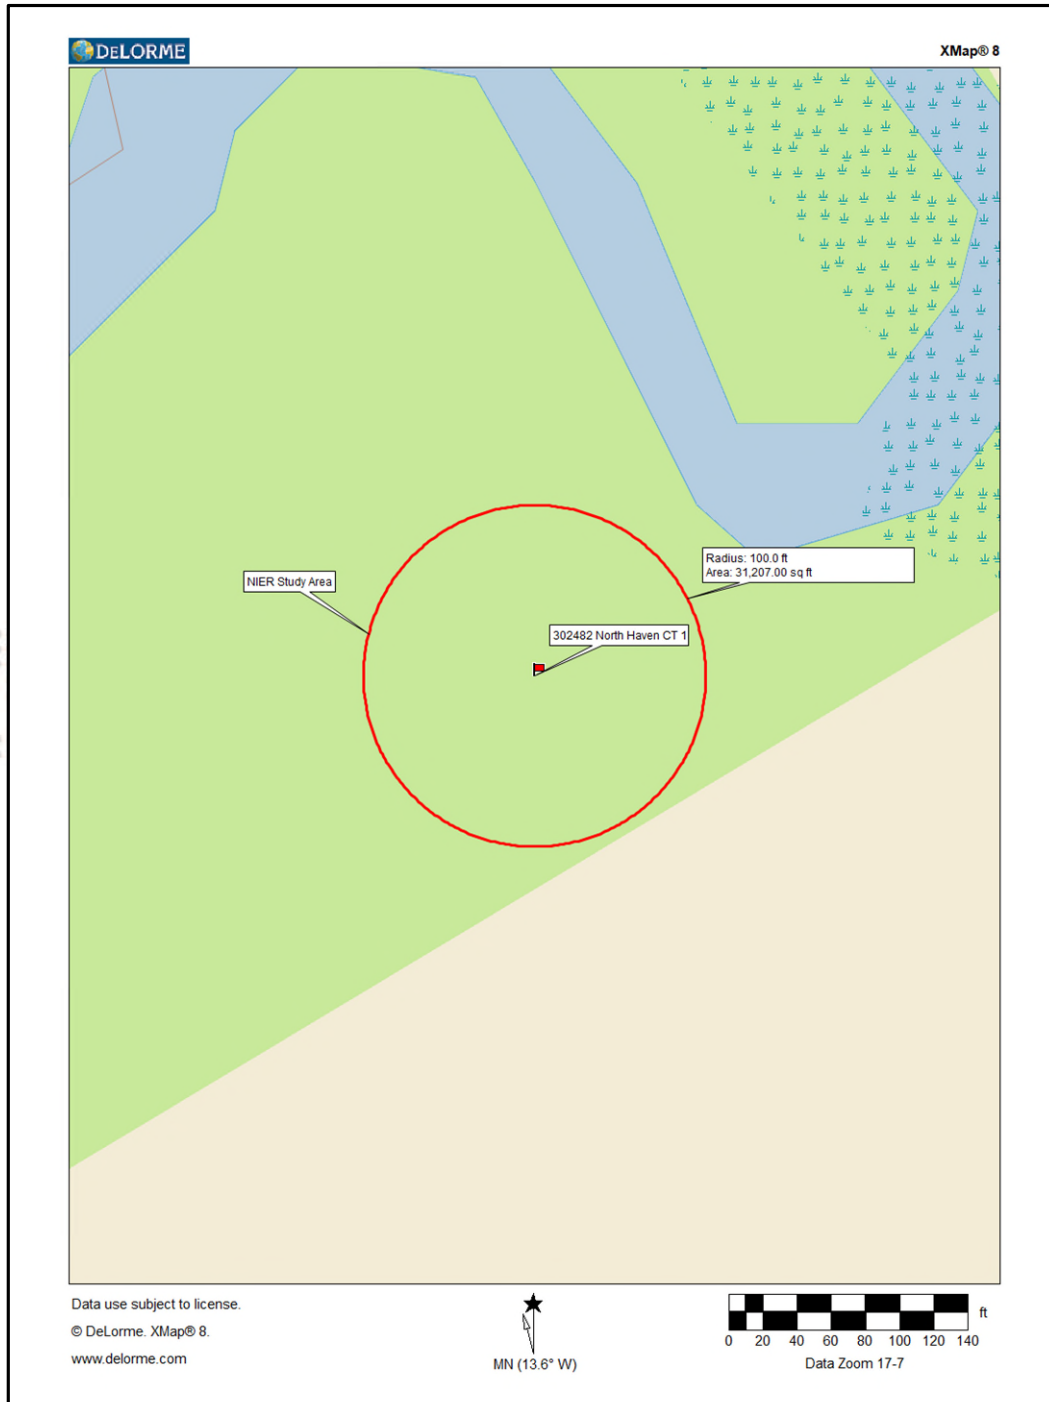 DELORME
XMap® 8
Radius: 100.0 ft
Area: 31,207.00 sq ft
NIER Study Area
302482 North Haven CT 1
Data use subject to license.
© DeLorme. XMap® 8.
www.delorme.com
MN (13.6° W)
ft
0 20 40 60 80 100 120 140
Data Zoom 17-7